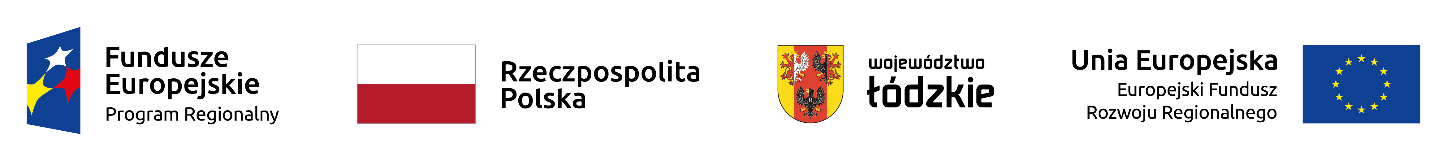 Fundusze
Europejskie
Program Regionalny
Rzeczpospolita
Polska
województwo
łódzkie
Unia Europejska
Europejski Fundusz
Rozwoju Regionalnego